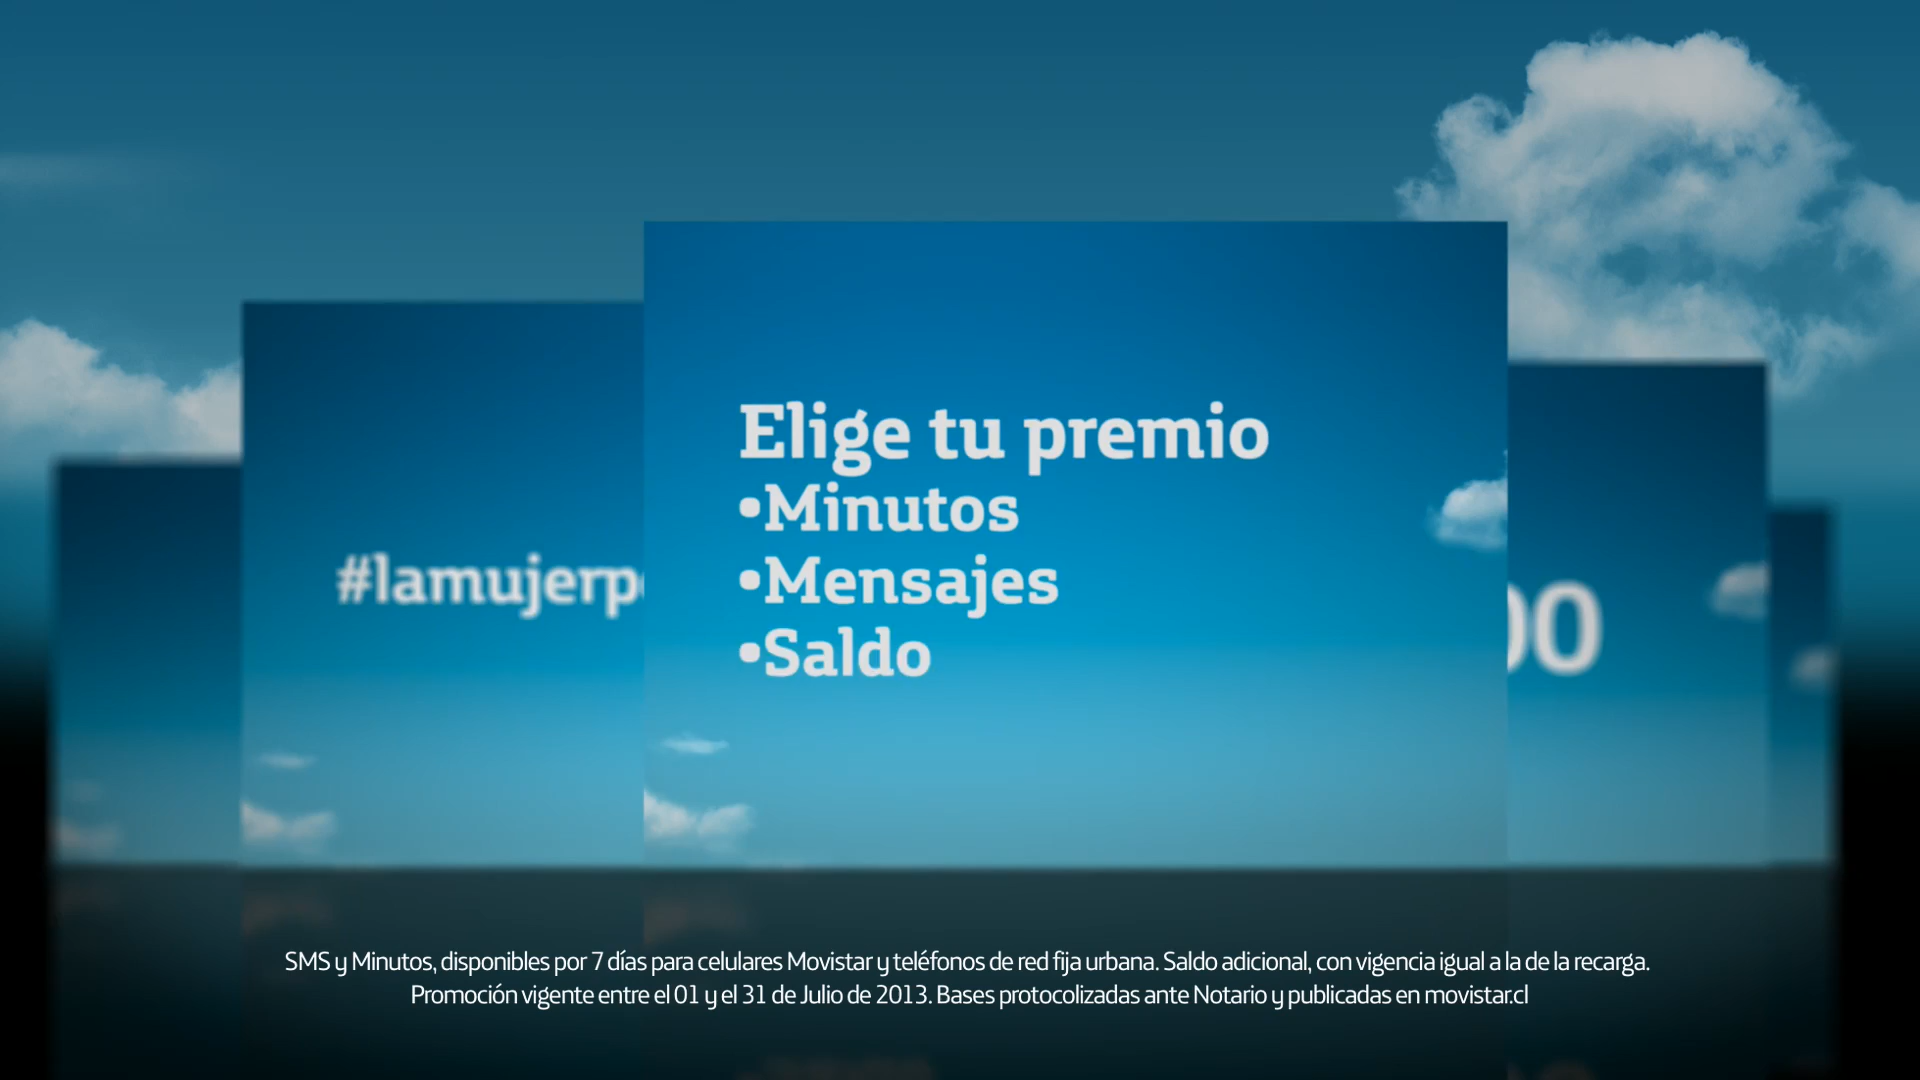 Elige tu premio
•Minutos
•Mensajes
•Saldo
00
SMS y Minutos, disponibles por 7 días para celulares Movistar y teléfonos de red fija urbana. Saldo adicional, con vigencia igual a la de la recarga.
Promoción vigente entre el 01 y el 31 de Julio de 2013. Bases protocolizadas ante Notario y publicadas en movistar.cl